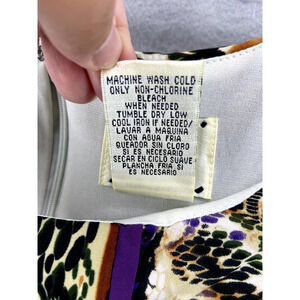 MACHINE WASH COLD
ONLY NON-CHLORINE
BLEACH
WHEN NEEDED
TUMBLE DRY LOW
COOL IRON IF NEEDED/
LAVAR A MAQUINA
CON AGUA FRIA
QUEADOR SIN CLORO
SI ES NECESARIO
SECAR EN CICLO SUAVE
PLANCHA FRIA SI
ES NECESARIO